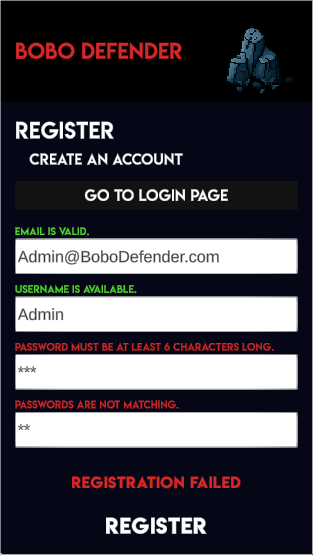 BOBO DEFENDER
REGISTER
CREATE AN ACCOUNT
GO TO LOGIN PAGE
EMAIL IS VALID.
Admin@BoboDefender.com
USERNAME IS AVAILABLE.
Admin
PASSWORD MUST BE AT LEAST 6 CHARACTERS LONG.
***
PASSWORDS ARE NOT MATCHING.
**
REGISTRATION FAILED
REGISTER